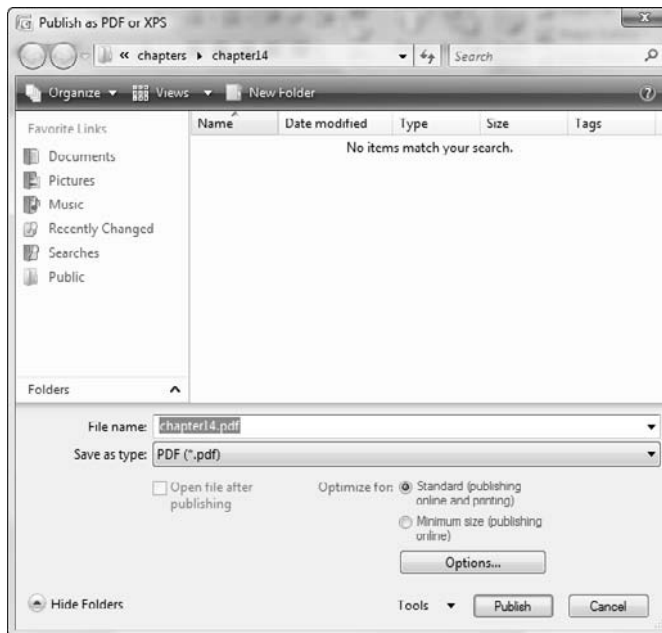 Publish as PDF or XPS
« chapters ▸ chapter14
Search
Organize
Views
New Folder
Favorite Links
Name
Date modified
Type
Size
Tags
No items match your search.
Documents
Pictures
Music
Recently Changed
Searches
Public
Folders
File name: chapter14.pdf
Save as type: PDF (*.pdf)
Open file after
publishing
Optimize for:
Standard (publishing
online and printing)
Minimum size (publishing
online)
Options...
Hide Folders
Tools
Publish
Cancel